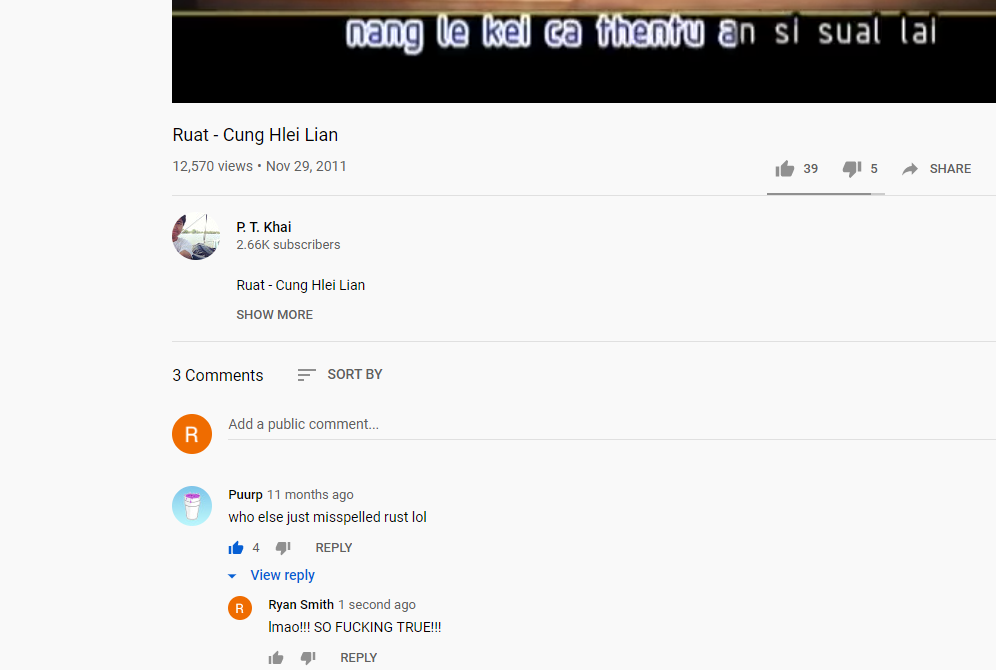 nang le kei ca thentu an si sual lai
Ruat - Cung Hlei Lian
12,570 views • Nov 29, 2011
39 5 SHARE
P. T. Khai
2.66K subscribers
Ruat - Cung Hlei Lian
SHOW MORE
3 Comments SORT BY
R Add a public comment...
Puurp 11 months ago
who else just misspelled rust lol
4 REPLY
View reply
R Ryan Smith 1 second ago
lmao!!! SO FUCKING TRUE!!!
REPLY